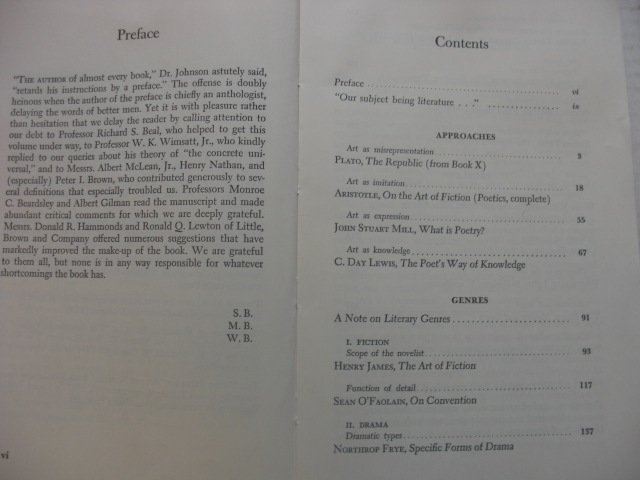 Preface
"THE AUTHOR of almost every book," Dr. Johnson astutely said,
"retards his instructions by a preface." The offense is doubly
heinous when the author of the preface is chiefly an anthologist,
delaying the words of better men. Yet it is with pleasure rather
than hesitation that we delay the reader by calling attention to
our debt to Professor Richard S. Beal, who helped to get this
volume under way, to Professor W. K. Wimsatt, Jr., who kindly
replied to our queries about his theory of "the concrete uni-
versal," and to Messrs. Albert McLean, Jr., Henry Nathan, and
(especially) Peter I. Brown, who contributed generously to sev-
eral definitions that especially troubled us. Professors Monroe
C. Beardsley and Albert Gilman read the manuscript and made
abundant critical comments for which we are deeply grateful.
Messrs. Donald R. Hammonds and Ronald Q. Lewton of Little,
Brown and Company offered numerous suggestions that have
markedly improved the make-up of the book. We are grateful
to them all, but none is in any way responsible for whatever
shortcomings the book has.
S. B.
M. B.
W. B.
vi
Contents
Preface vi
"Our subject being literature . . ." ix
APPROACHES
Art as misrepresentation 3
PLATO, The Republic (from Book X)
Art as imitation 18
ARISTOTLE, On the Art of Fiction (Poetics, complete)
Art as expression 55
JOHN STUART MILL, What is Poetry?
Art as knowledge 67
C. DAY LEWIS, The Poet's Way of Knowledge
GENRES
A Note on Literary Genres 91
I. FICTION
Scope of the novelist 93
HENRY JAMES, The Art of Fiction
Function of detail 117
SEAN O'FAOLAIN, On Convention
II. DRAMA
Dramatic types 137
NORTHROP FRYE, Specific Forms of Drama